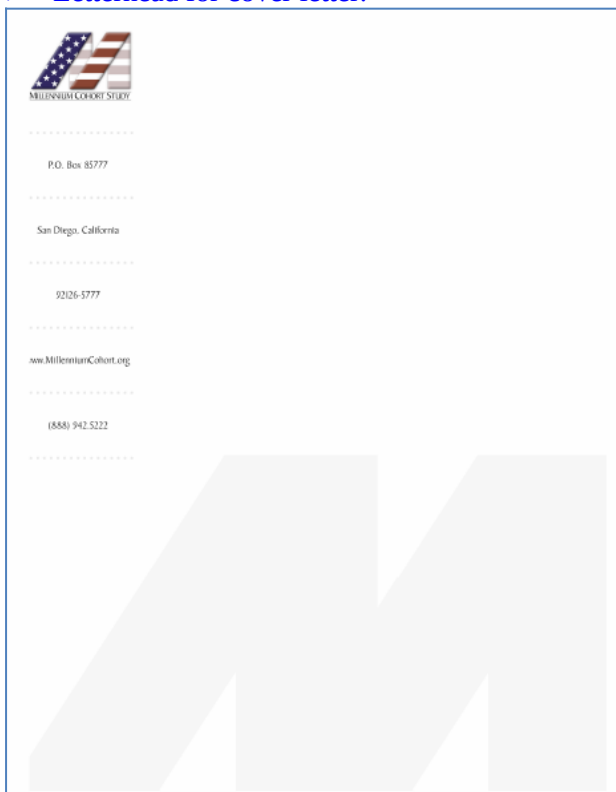 Letterhead for cover letter:
MILLENNIUM COHORT STUDY
P.O. Box 85777
San Diego, California
92126-5777
ww.MillenniumCohort.org
(888) 942.5222